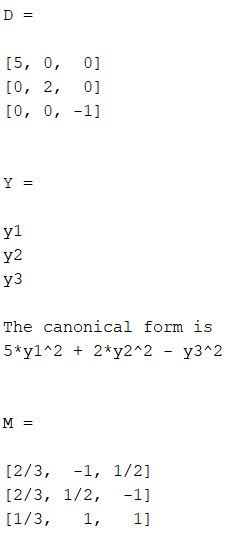 D =
[5, 0,  0]
[0, 2,  0]
[0, 0, -1]
Y =
y1
y2
y3
The canonical form is
5*y1^2 + 2*y2^2 - y3^2
M =
[2/3,  -1, 1/2]
[2/3, 1/2,  -1]
[1/3,   1,   1]